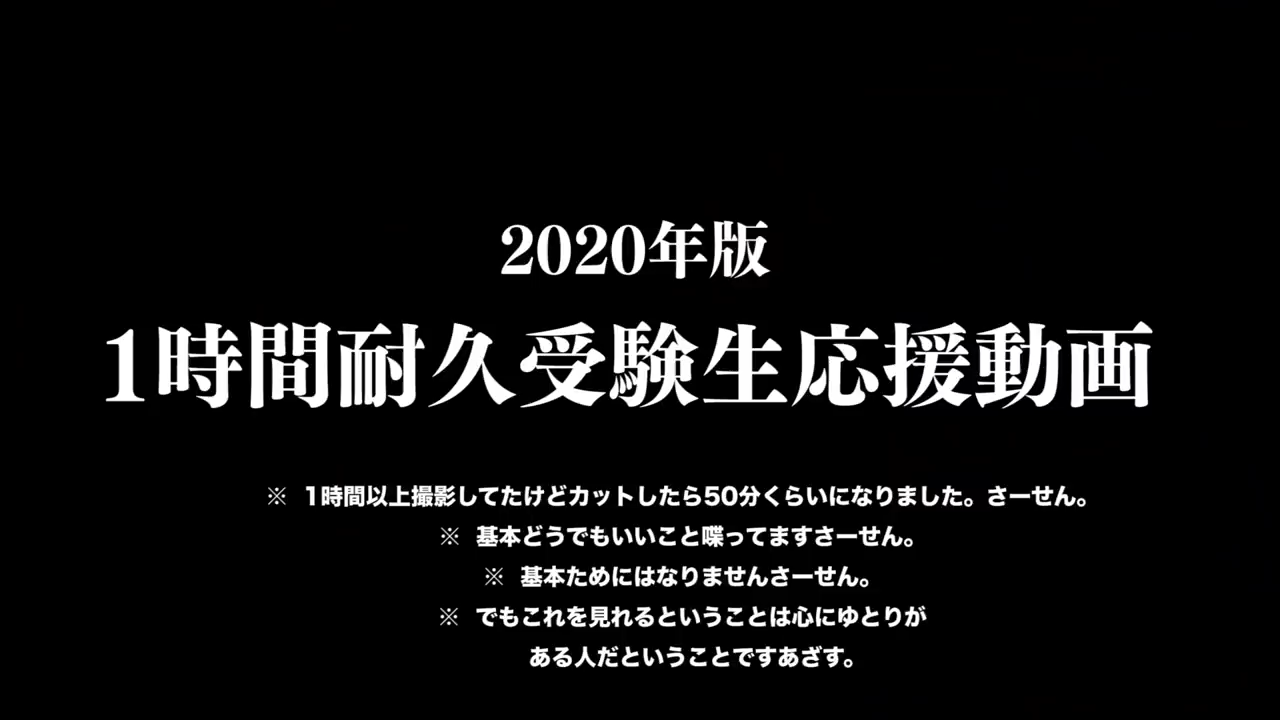 2020年版
1時間耐久受験生応援動画
※ 1時間以上撮影してたけどカットしたら50分くらいになりました。さーせん。
※ 基本どうでもいいこと喋ってますさーせん。
※ 基本ためにはなりませんさーせん。
※ でもこれを見れるということは心にゆとりが
ある人だということですあざす。